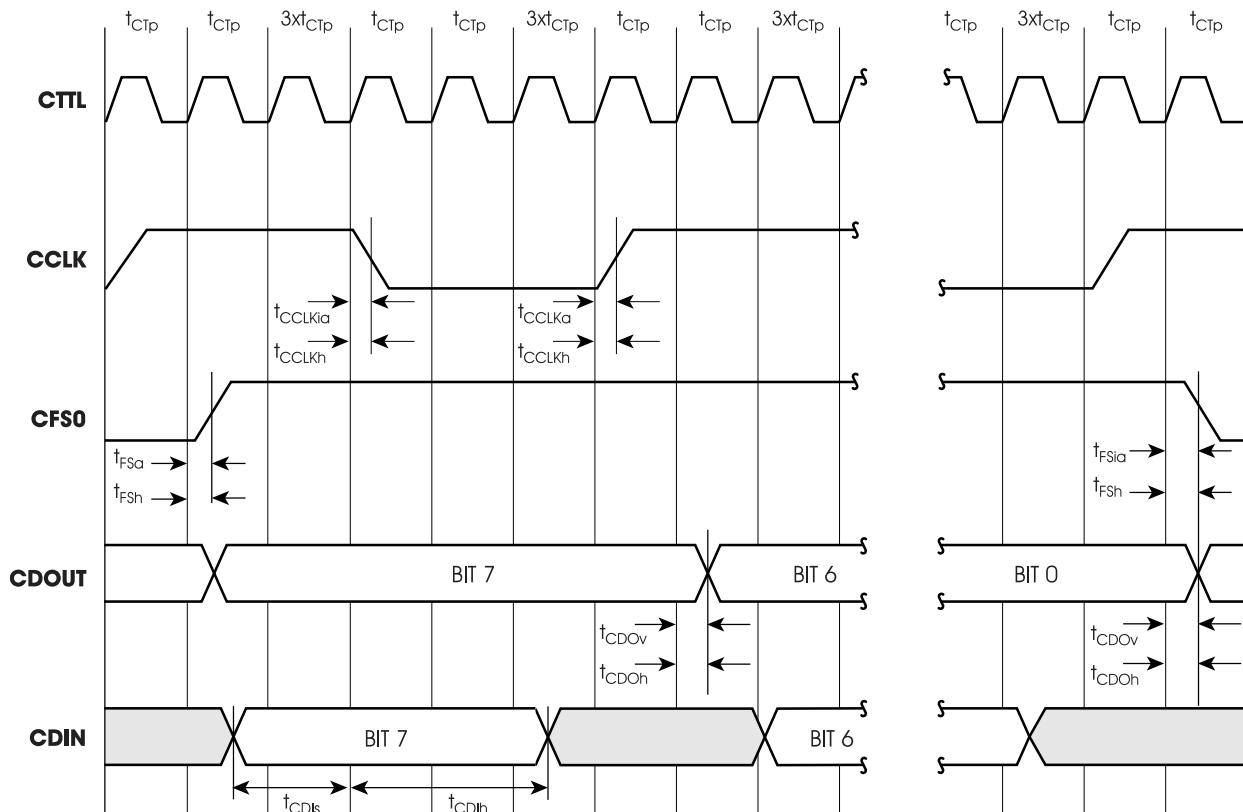 tCTp tCTp 3xtCTp tCTp tCTp 3xtCTp tCTp tCTp 3xtCTp tCTp 3xtCTp tCTp tCTp
CTTL
CCLK
tCCLKia tCCLKa
tCCLKh tCCLKh
CFS0
tFSa tFSia
tFSh tFSh
CDOUT BIT 7 BIT 6 BIT 0
tCDOv tCDOv
tCDOh tCDOh
CDIN BIT 7 BIT 6
tCDIs tCDIh